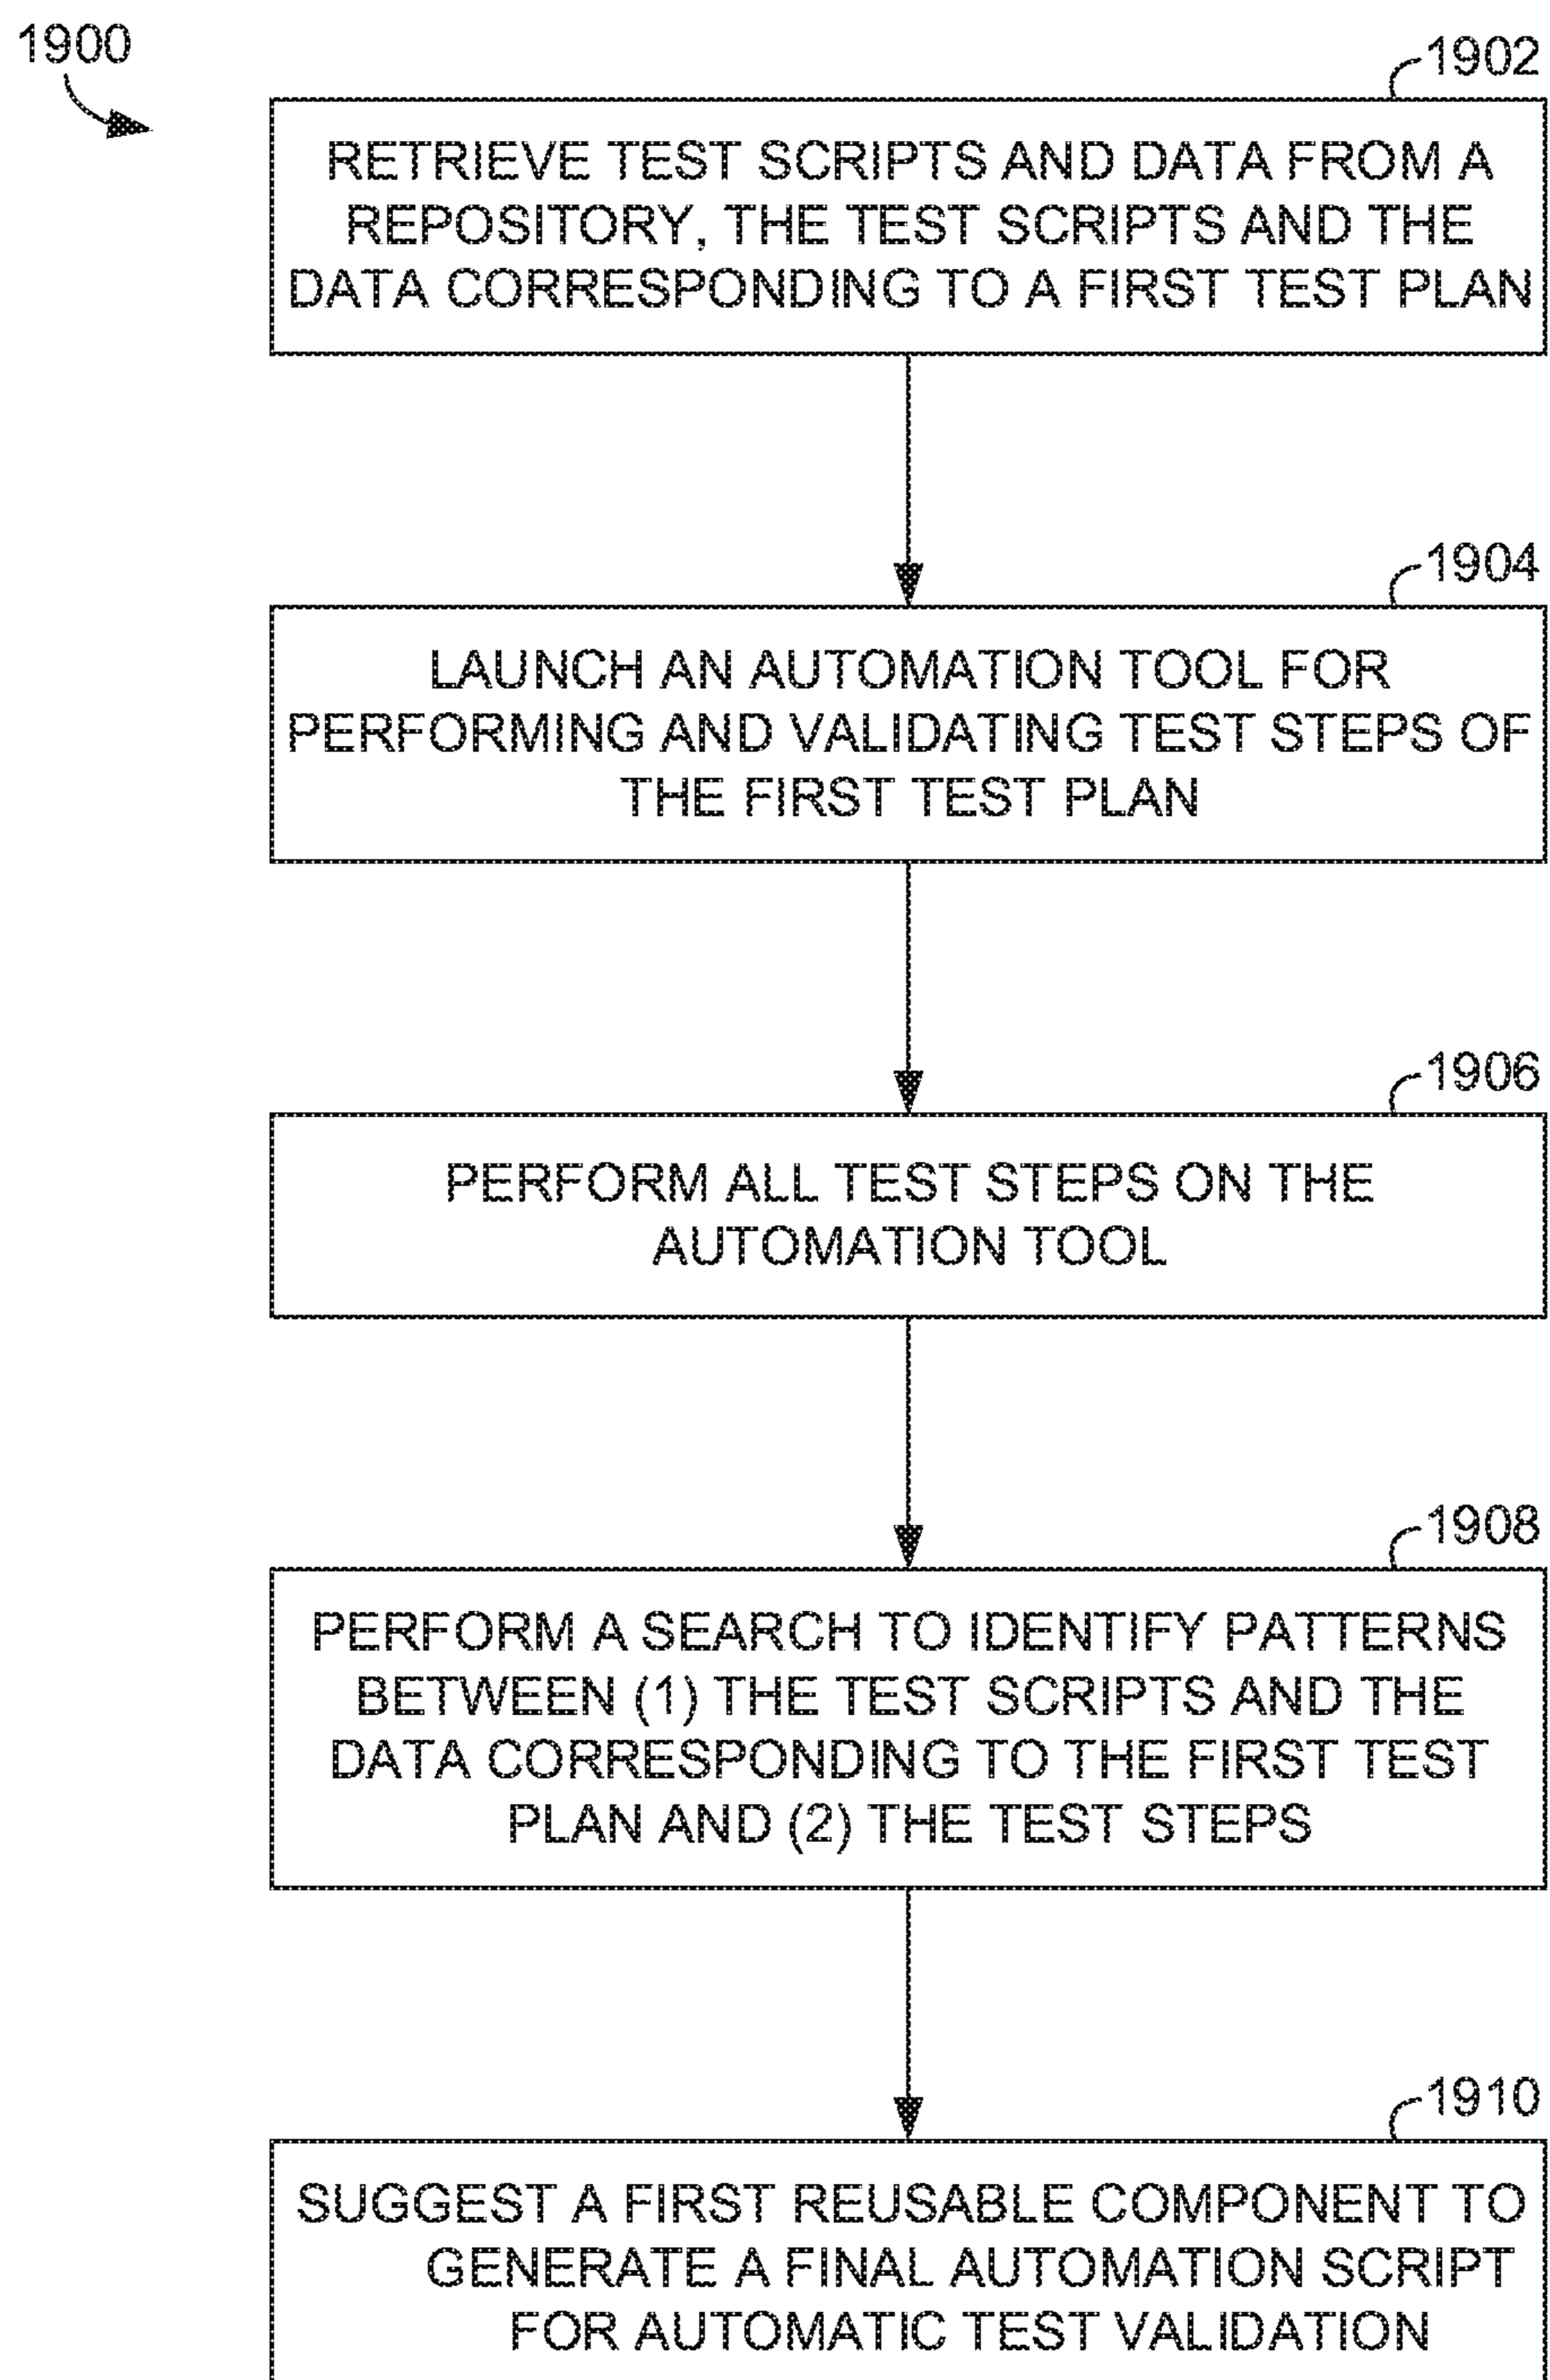 1900
1902
RETRIEVE TEST SCRIPTS AND DATA FROM A
REPOSITORY, THE TEST SCRIPTS AND THE
DATA CORRESPONDING TO A FIRST TEST PLAN
1904
LAUNCH AN AUTOMATION TOOL FOR
PERFORMING AND VALIDATING TEST STEPS OF
THE FIRST TEST PLAN
1906
PERFORM ALL TEST STEPS ON THE
AUTOMATION TOOL
1908
PERFORM A SEARCH TO IDENTIFY PATTERNS
BETWEEN (1) THE TEST SCRIPTS AND THE
DATA CORRESPONDING TO THE FIRST TEST
PLAN AND (2) THE TEST STEPS
1910
SUGGEST A FIRST REUSABLE COMPONENT TO
GENERATE A FINAL AUTOMATION SCRIPT
FOR AUTOMATIC TEST VALIDATION